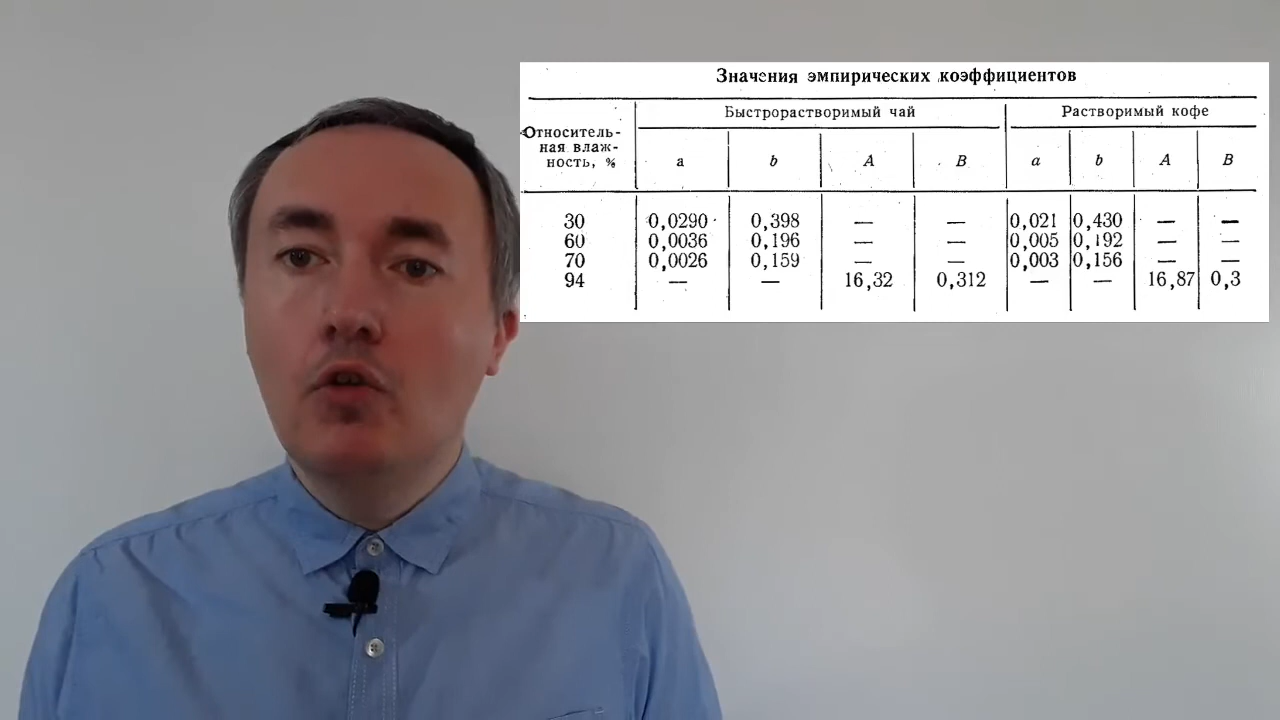 Значения эмпирических коэффициентов
Относитель-
ная влаж-
ность, %
Быстрорастворимый чай
Растворимый кофе
a b A B a b A B
30 0,0290 0,398 — — 0,021 0,430 — —
60 0,0036 0,196 — — 0,005 0,192 — —
70 0,0026 0,159 — — 0,003 0,156 — —
94 — — 16,32 0,312 — — 16,87 0,3